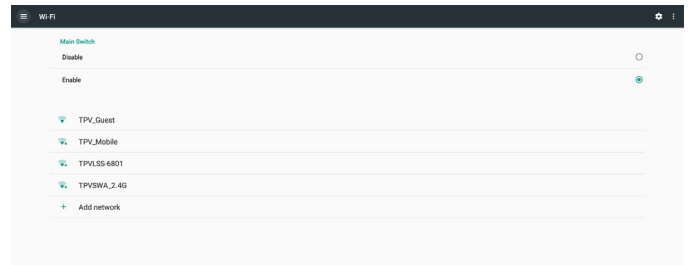 Wi-Fi
Main Switch
Disable
Enable
TPV_Guest
TPV_Mobile
TPVLSS-6801
TPVSWA_2.4G
Add network